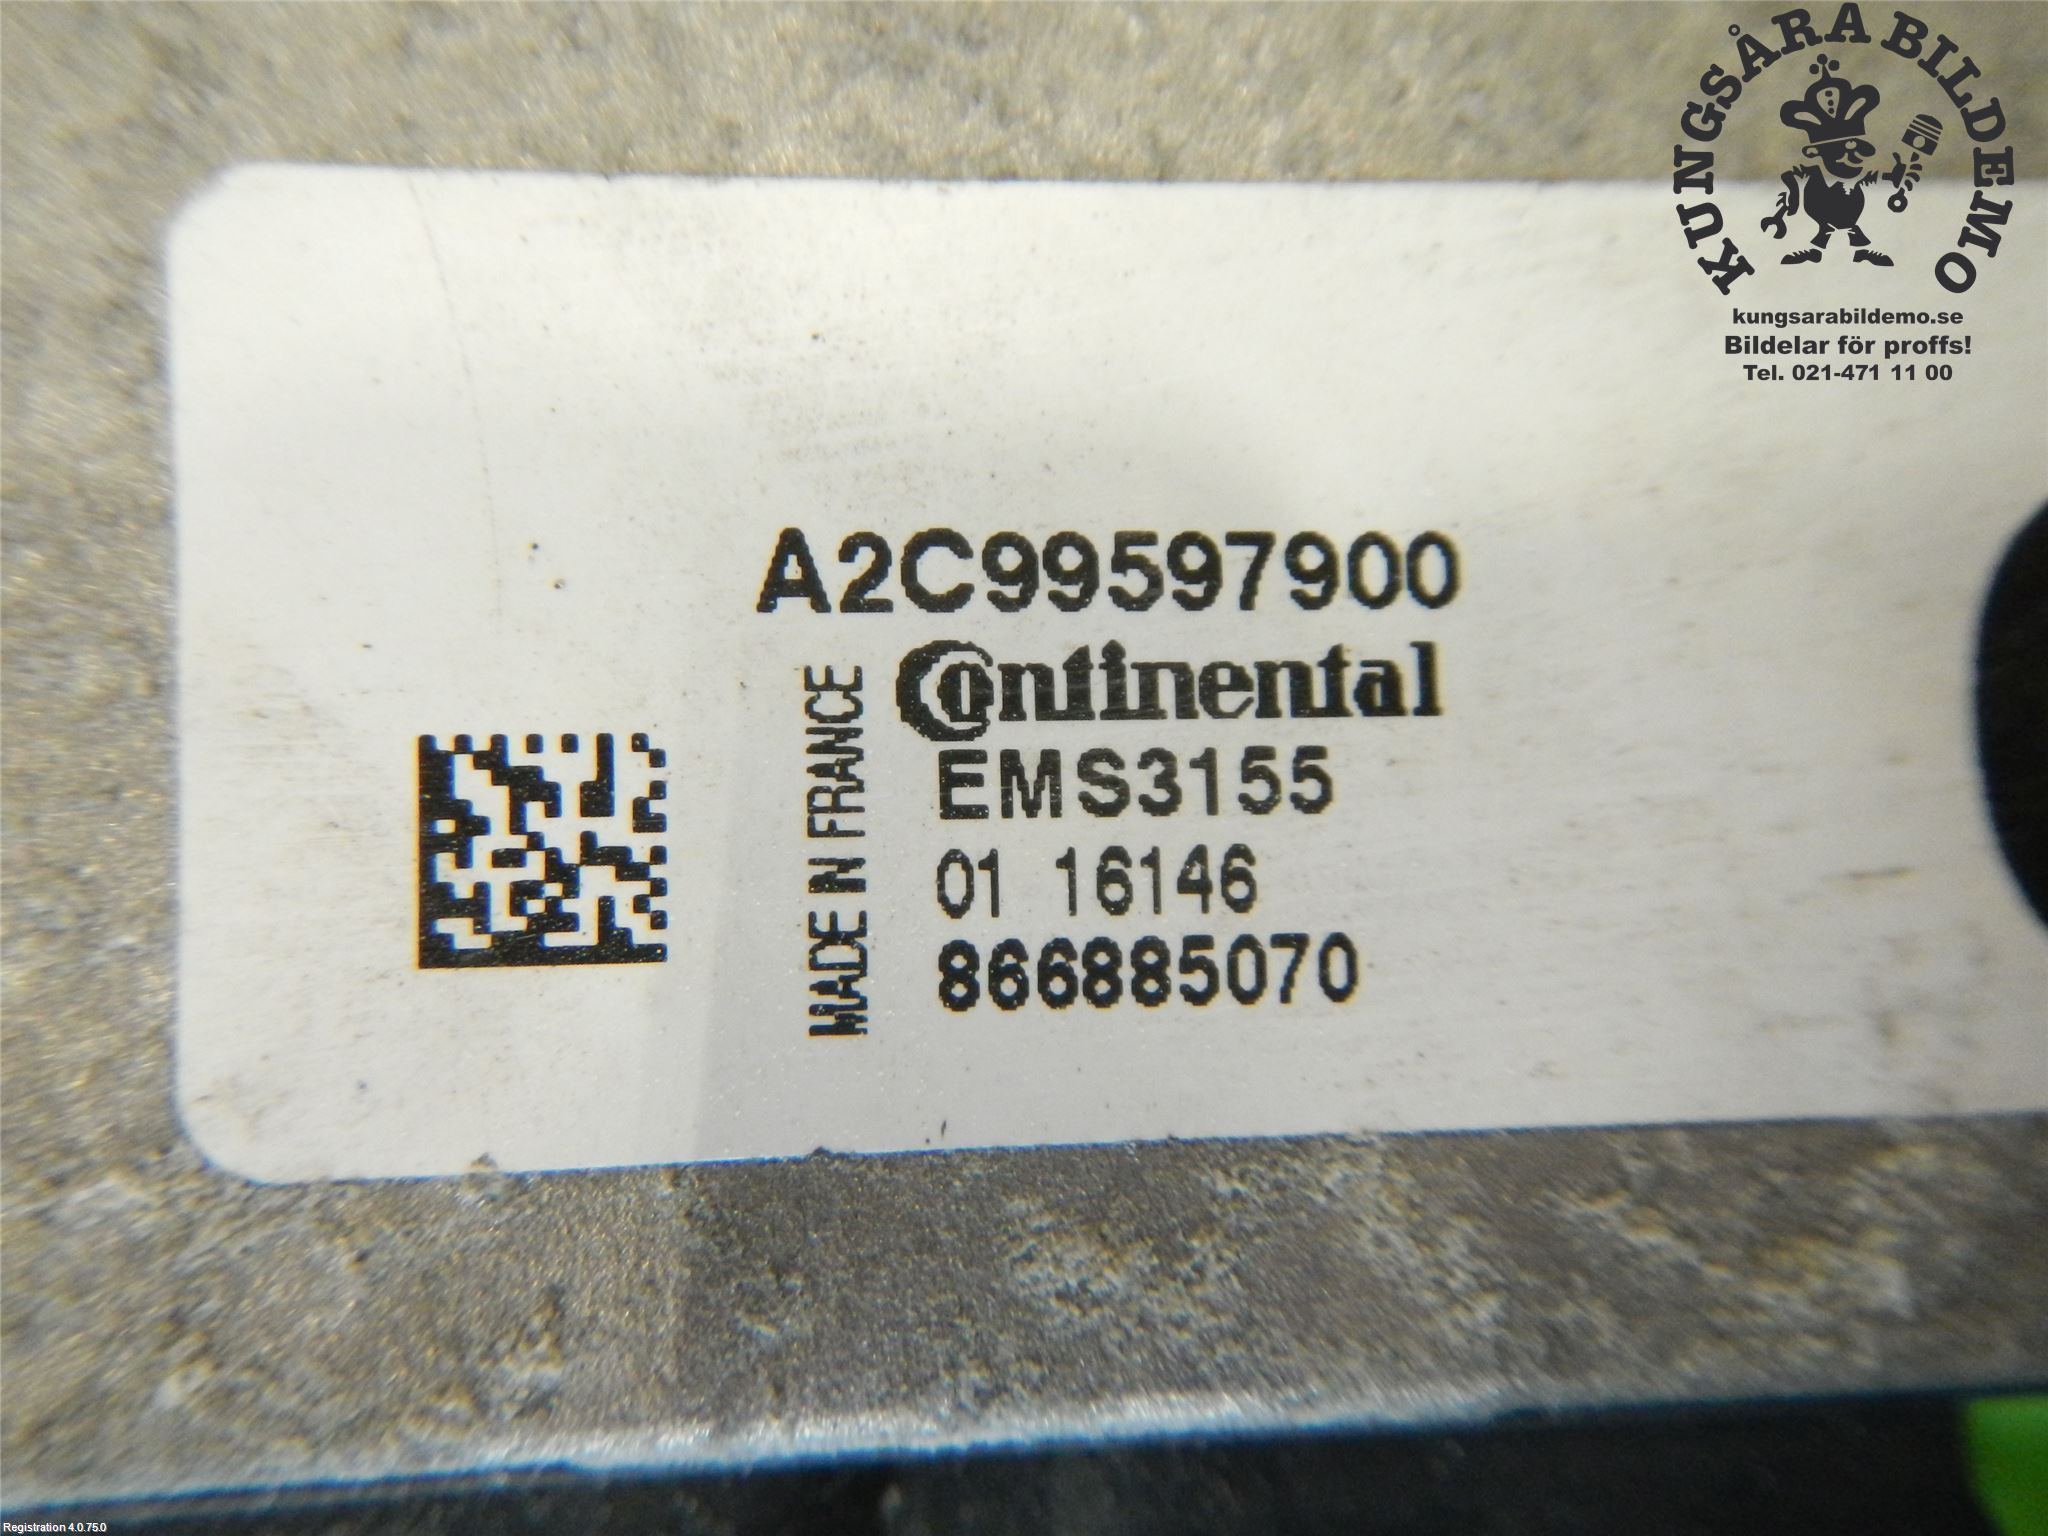 KUNGSÅRA BILDEMO
kungsarabildemo.se
Bildelar för proffs!
Tel. 021-471 11 00
A2C99597900
Continental
MADE IN FRANCE
EMS3155
01 16146
866885070
Registration 4.0.75.0